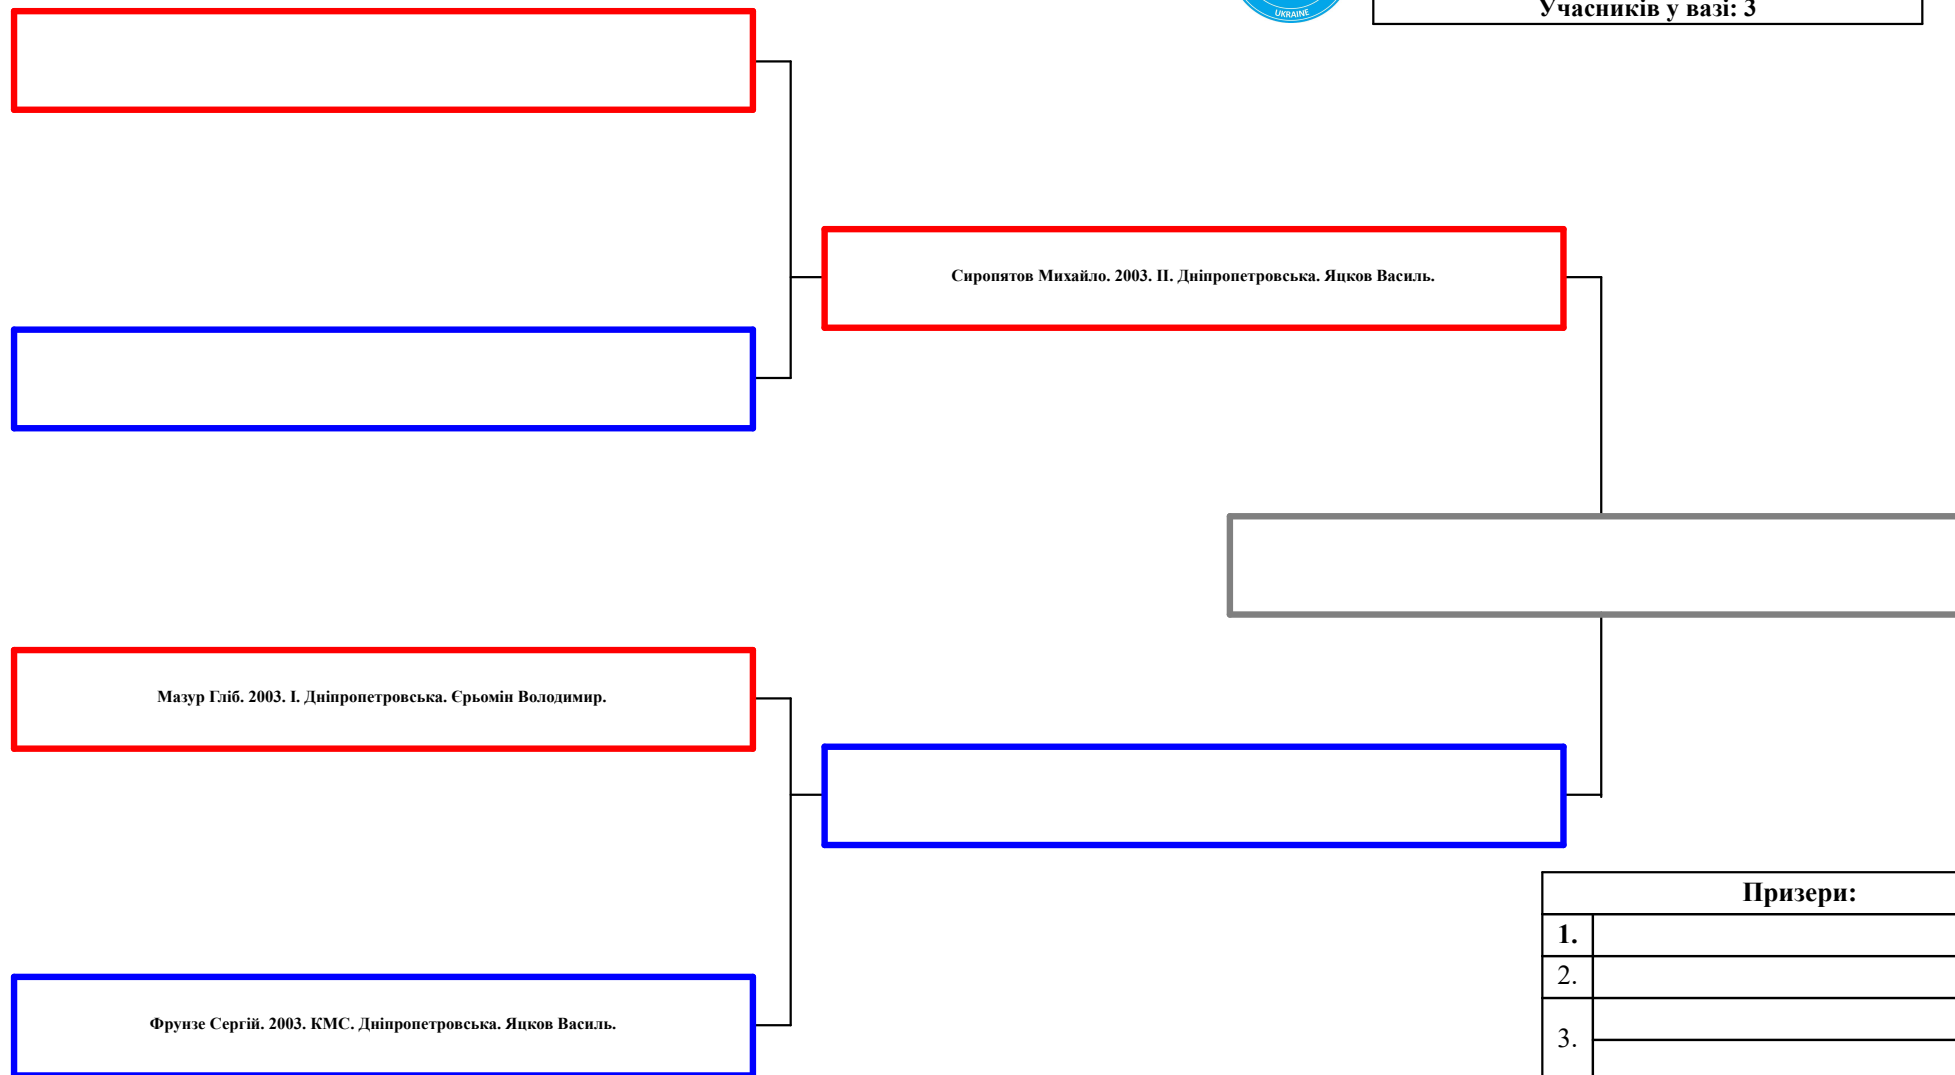 UKRAINE
Учасників у вазі: 3
Сиропятов Михайло. 2003. II. Дніпропетровська. Яцков Василь.
Мазур Гліб. 2003. I. Дніпропетровська. Єрьомін Володимир.
Фрунзе Сергій. 2003. КМС. Дніпропетровська. Яцков Василь.
Призери:
1.
2.
3.